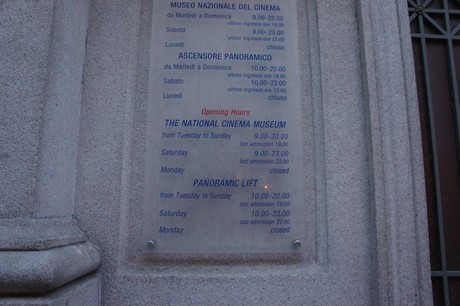 MUSEO NAZIONALE DEL CINEMA
da Martedì a Domenica 9.00-20.00
ultimo ingresso ore 19.00
Sabato 9.00-23.00
ultimo ingresso ore 22.00
Lunedì chiuso
ASCENSORE PANORAMICO
da Martedì a Domenica 10.00-20.00
ultimo ingresso ore 19.00
Sabato 10.00-23.00
ultimo ingresso ore 22.00
Lunedì chiuso
Opening Hours
THE NATIONAL CINEMA MUSEUM
from Tuesday to Sunday 9.00-20.00
last admission 19.00
Saturday 9.00-23.00
last admission 22.00
Monday closed
PANORAMIC LIFT
from Tuesday to Sunday 10.00-20.00
last admission 19.00
Saturday 10.00-23.00
last admission 22.00
Monday closed